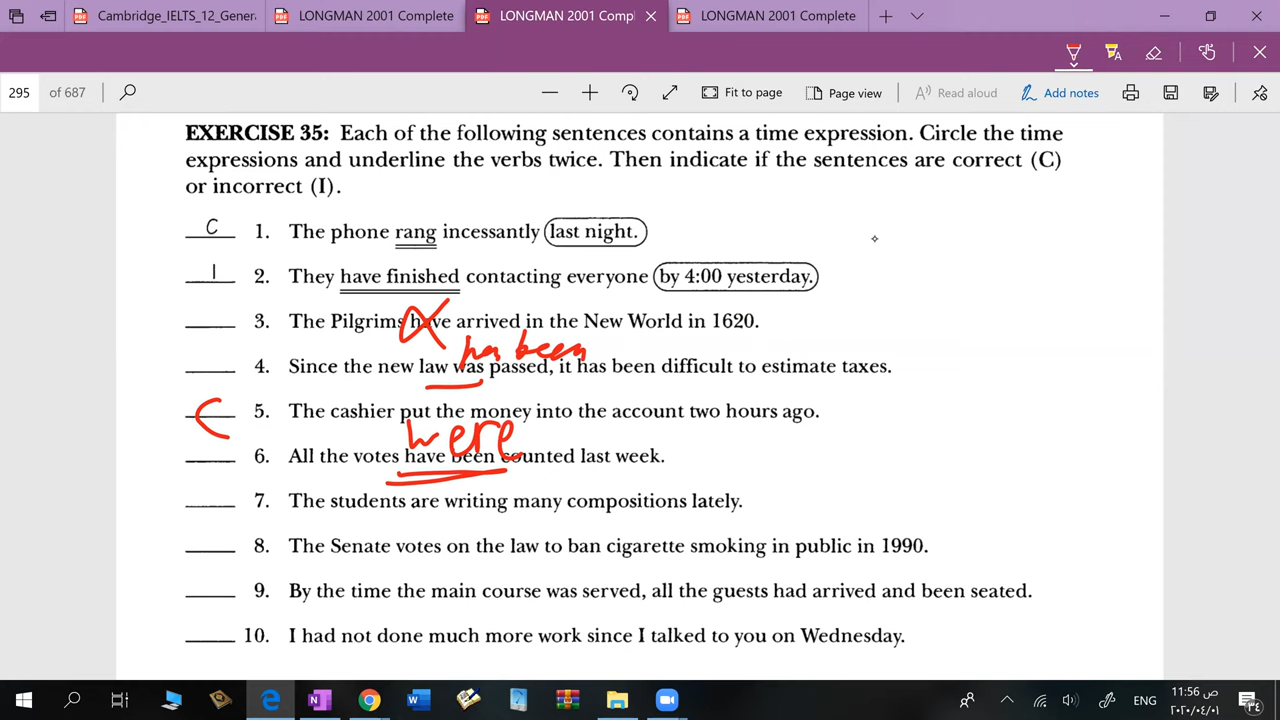 Cambridge_IELTS_12_Genera
LONGMAN 2001 Complete
LONGMAN 2001 Compl
LONGMAN 2001 Complete
295 of 687
Fit to page
Page view
Read aloud
Add notes
EXERCISE 35: Each of the following sentences contains a time expression. Circle the time
expressions and underline the verbs twice. Then indicate if the sentences are correct (C)
or incorrect (I).
C 1. The phone rang incessantly last night.
I 2. They have finished contacting everyone by 4:00 yesterday.
3. The Pilgrims have arrived in the New World in 1620.
has been
4. Since the new law was passed, it has been difficult to estimate taxes.
C 5. The cashier put the money into the account two hours ago.
were
6. All the votes have been counted last week.
7. The students are writing many compositions lately.
8. The Senate votes on the law to ban cigarette smoking in public in 1990.
9. By the time the main course was served, all the guests had arrived and been seated.
10. I had not done much more work since I talked to you on Wednesday.
ENG
11:56 ص
٢٠٢٠/٠٤/٠١